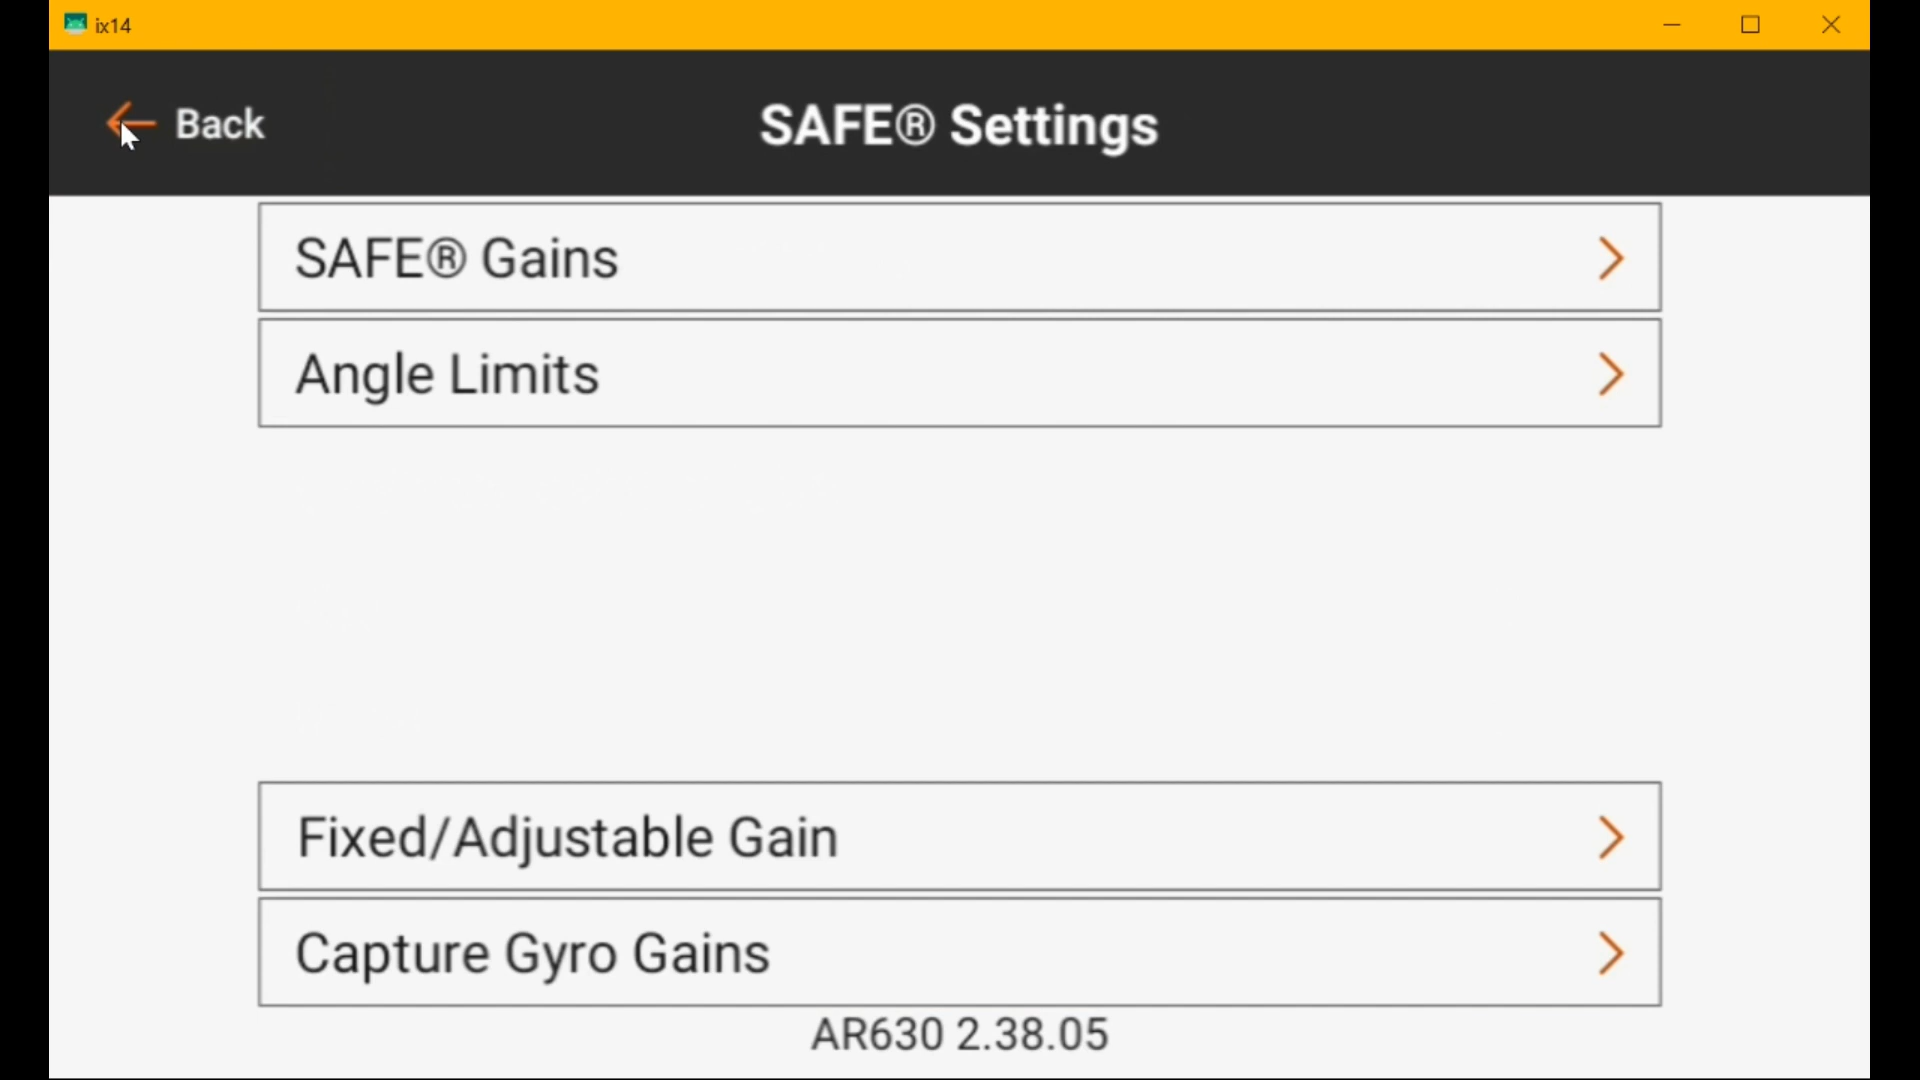 ix14
Back
SAFE® Settings
SAFE® Gains
Angle Limits
Fixed/Adjustable Gain
Capture Gyro Gains
AR630 2.38.05